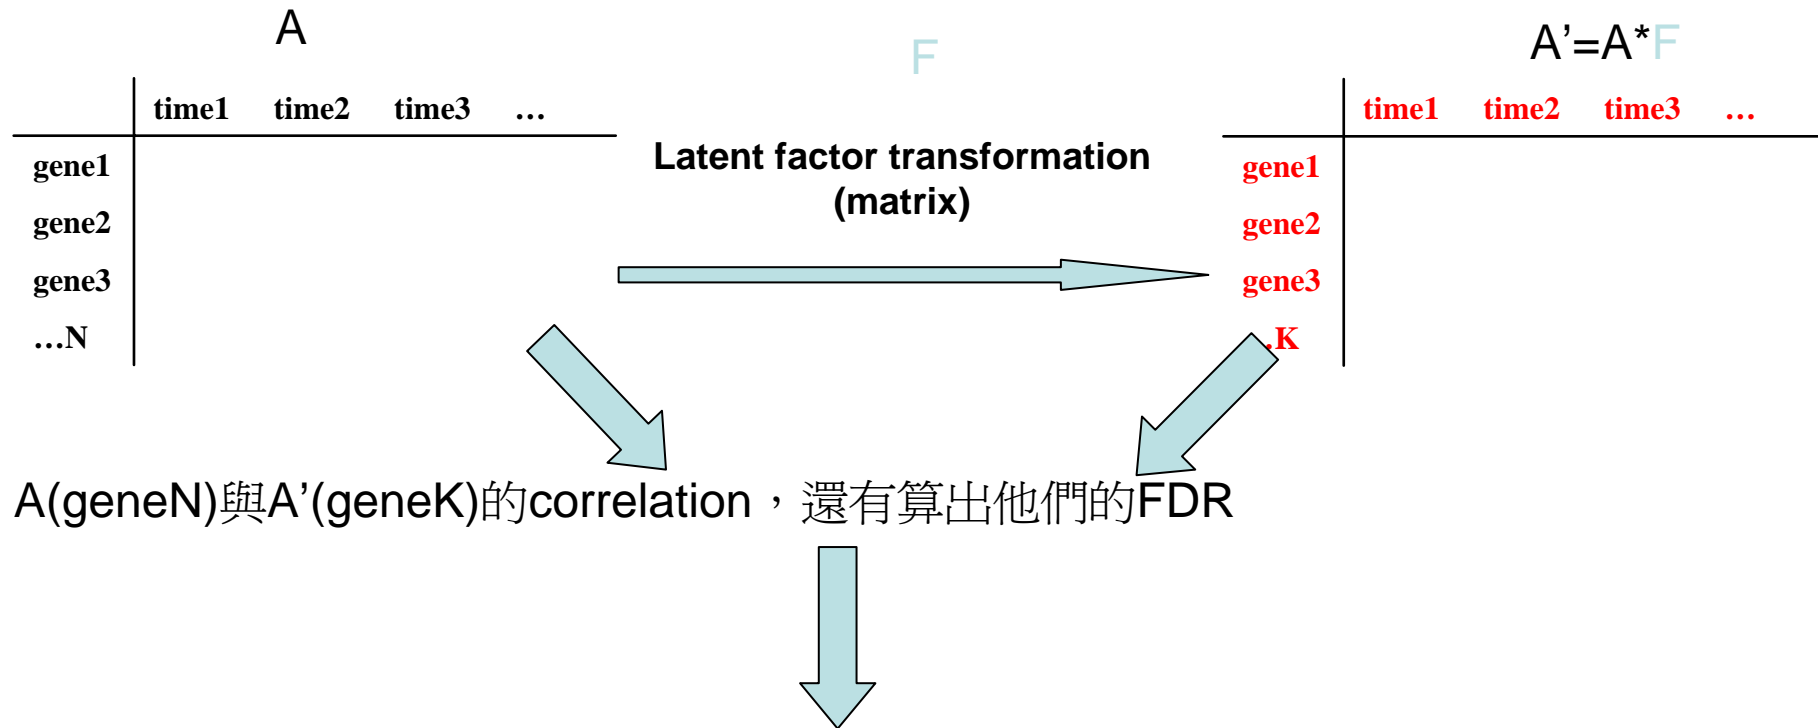 A
F
A’=A*F
time1 time2 time3 …
time1 time2 time3 …
Latent factor transformation
(matrix)
gene1
gene2
gene3
…N
gene1
gene2
gene3
.K
A(geneN)與A’(geneK)的correlation，還有算出他們的FDR